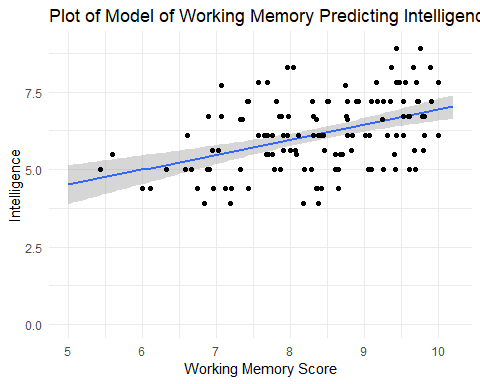 Plot of Model of Working Memory Predicting Intelligenc
Intelligence
7.5
5.0
2.5
0.0
5 6 7 8 9 10
Working Memory Score